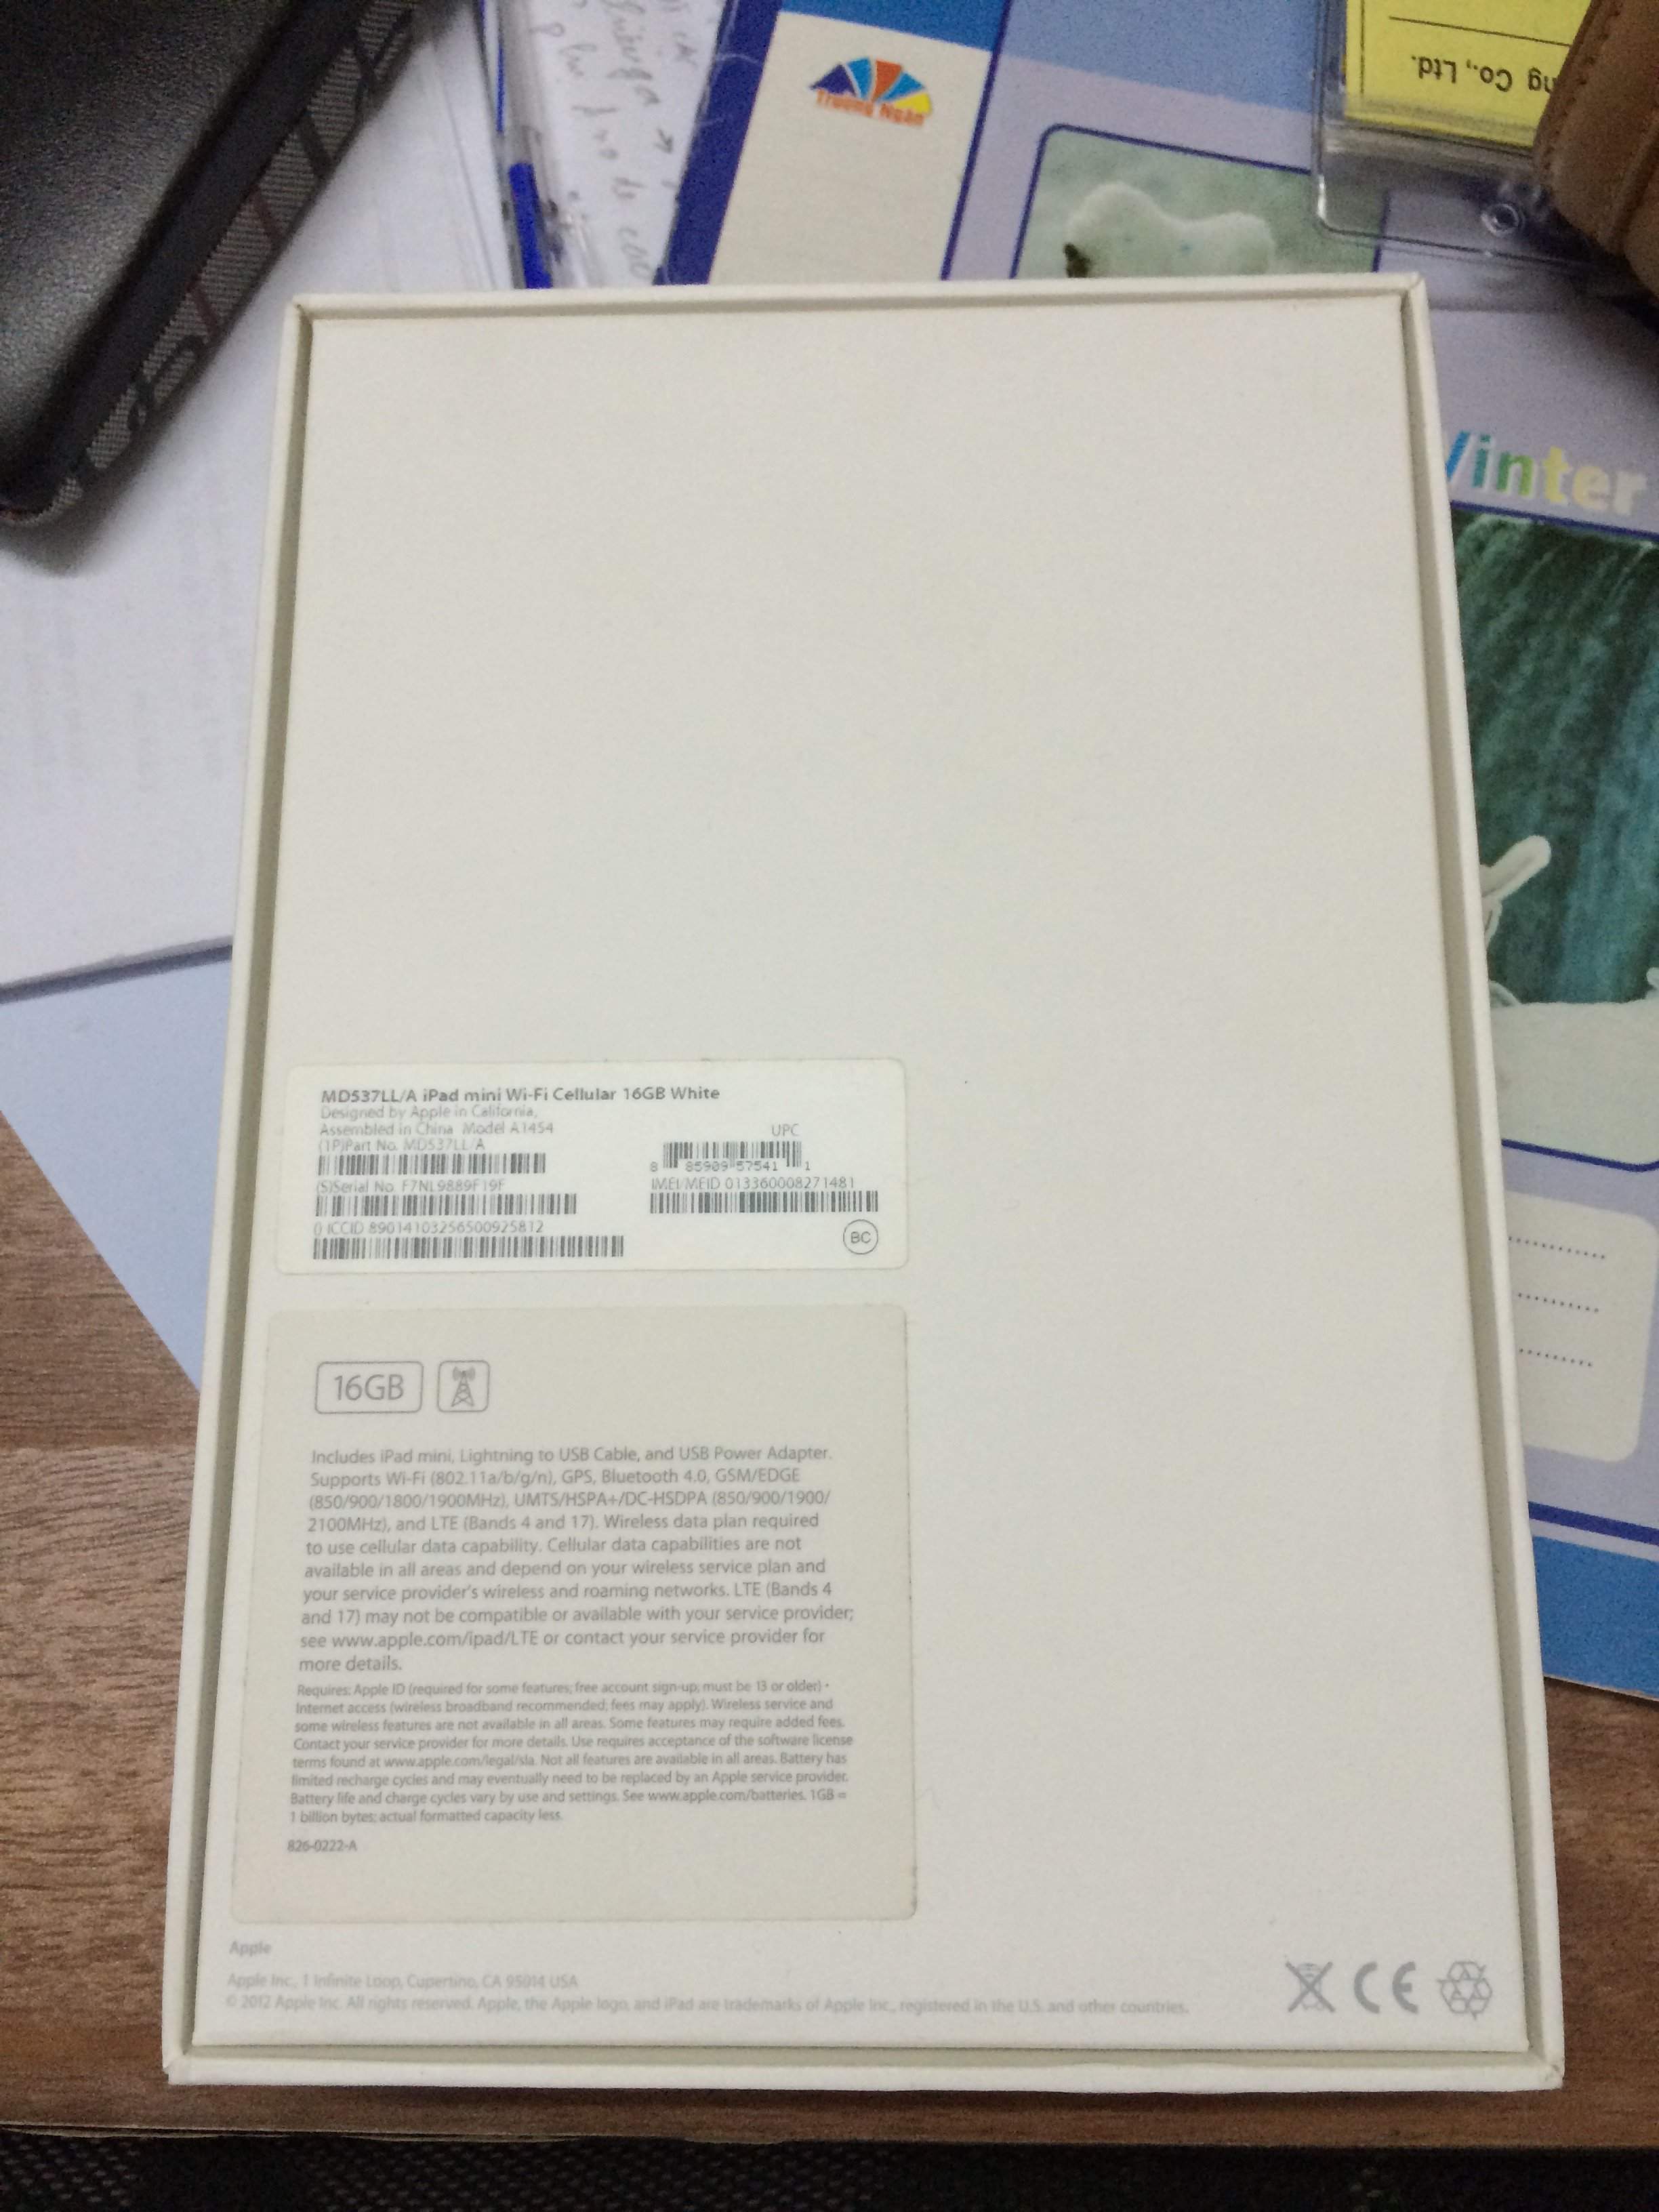 Trường Ngân
ng Co., Ltd.
inter
MD537LL/A iPad mini Wi-Fi Cellular 16GB White
Designed by Apple in California,
Assembled in China Model A1454
(1P)Part No. MD537LL/A
UPC
8 85909 57541 1
(S)Serial No. F7NL9889F19F
IMEI/MEID 013360008271481
() ICCID 89014103256500925812
BC
16GB
Includes iPad mini, Lightning to USB Cable, and USB Power Adapter.
Supports Wi-Fi (802.11a/b/g/n), GPS, Bluetooth 4.0, GSM/EDGE
(850/900/1800/1900MHz), UMTS/HSPA+/DC-HSDPA (850/900/1900/
2100MHz), and LTE (Bands 4 and 17). Wireless data plan required
to use cellular data capability. Cellular data capabilities are not
available in all areas and depend on your wireless service plan and
your service provider's wireless and roaming networks. LTE (Bands 4
and 17) may not be compatible or available with your service provider;
see www.apple.com/ipad/LTE or contact your service provider for
more details.
Requires: Apple ID (required for some features; free account sign-up; must be 13 or older) •
Internet access (wireless broadband recommended; fees may apply). Wireless service and
some wireless features are not available in all areas. Some features may require added fees.
Contact your service provider for more details. Use requires acceptance of the software license
terms found at www.apple.com/legal/sla. Not all features are available in all areas. Battery has
limited recharge cycles and may eventually need to be replaced by an Apple service provider.
Battery life and charge cycles vary by use and settings. See www.apple.com/batteries. 1GB =
1 billion bytes; actual formatted capacity less.
826-0222-A
Apple
Apple Inc., 1 Infinite Loop, Cupertino, CA 95014 USA
© 2012 Apple Inc. All rights reserved. Apple, the Apple logo, and iPad are trademarks of Apple Inc., registered in the U.S. and other countries.
CE